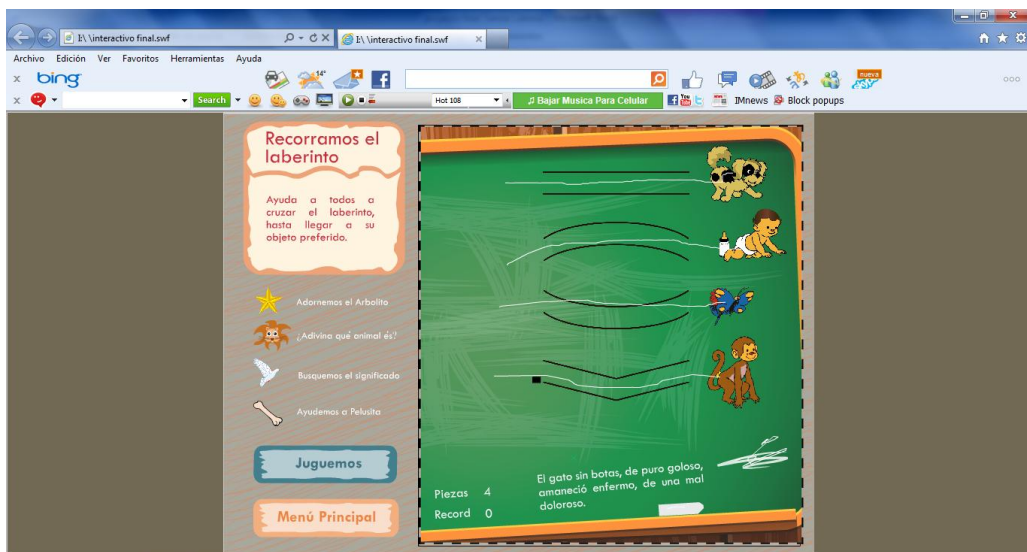 I:\ \interactivo final.swf
I:\ \interactivo final.swf
Archivo Edición Ver Favoritos Herramientas Ayuda
x bing 14° nueva
x Search Hot 108 Bajar Musica Para Celular You Tube IMnews Block popups
Recorramos el
laberinto
Ayuda a todos a
cruzar el laberinto,
hasta llegar a su
objeto preferido.
Adornemos el Arbolito
¿Adivina qué animal és?
Busquemos el significado
Ayudemos a Pelusita
Juguemos
Menú Principal
El gato sin botas, de puro goloso,
amaneció enfermo, de una mal
doloroso.
Piezas 4
Record 0